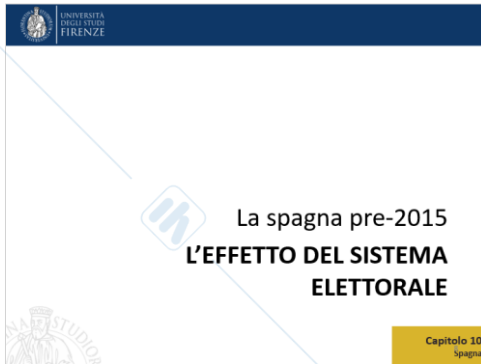 UNIVERSITÀ
DEGLI STUDI
FIRENZE
La spagna pre-2015
L'EFFETTO DEL SISTEMA
ELETTORALE
Capitolo 10
Spagna